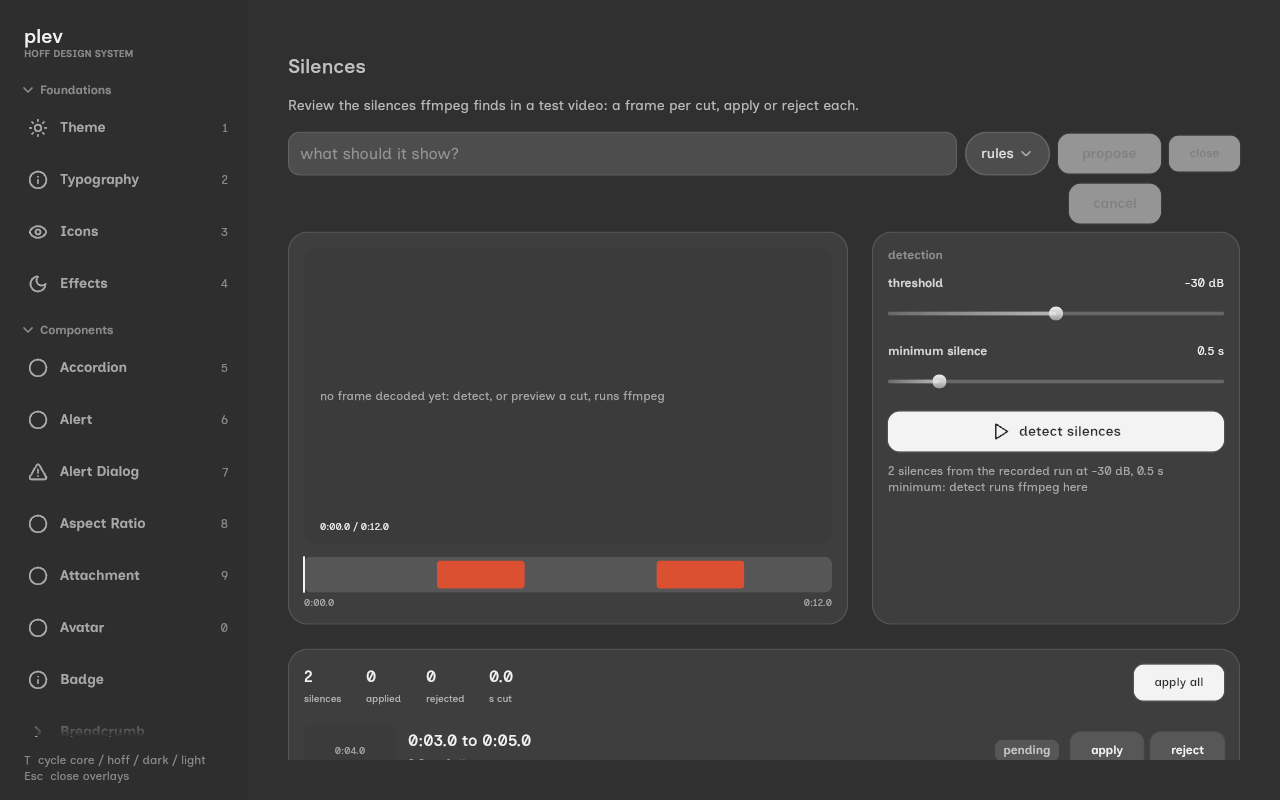 plev
HOFF DESIGN SYSTEM
Foundations
Theme 1
Typography 2
Icons 3
Effects 4
Components
Accordion 5
Alert 6
Alert Dialog 7
Aspect Ratio 8
Attachment 9
Avatar 0
Badge
Breadcrumb
T cycle core / hoff / dark / light
Esc close overlays
Silences
Review the silences ffmpeg finds in a test video: a frame per cut, apply or reject each.
what should it show?
rules
propose
close
cancel
no frame decoded yet: detect, or preview a cut, runs ffmpeg
0:00.0 / 0:12.0
0:00.0
0:12.0
detection
threshold -30 dB
minimum silence 0.5 s
detect silences
2 silences from the recorded run at -30 dB, 0.5 s
minimum: detect runs ffmpeg here
2 0 0 0.0
silences applied rejected s cut
apply all
0:04.0
0:03.0 to 0:05.0
pending
apply
reject